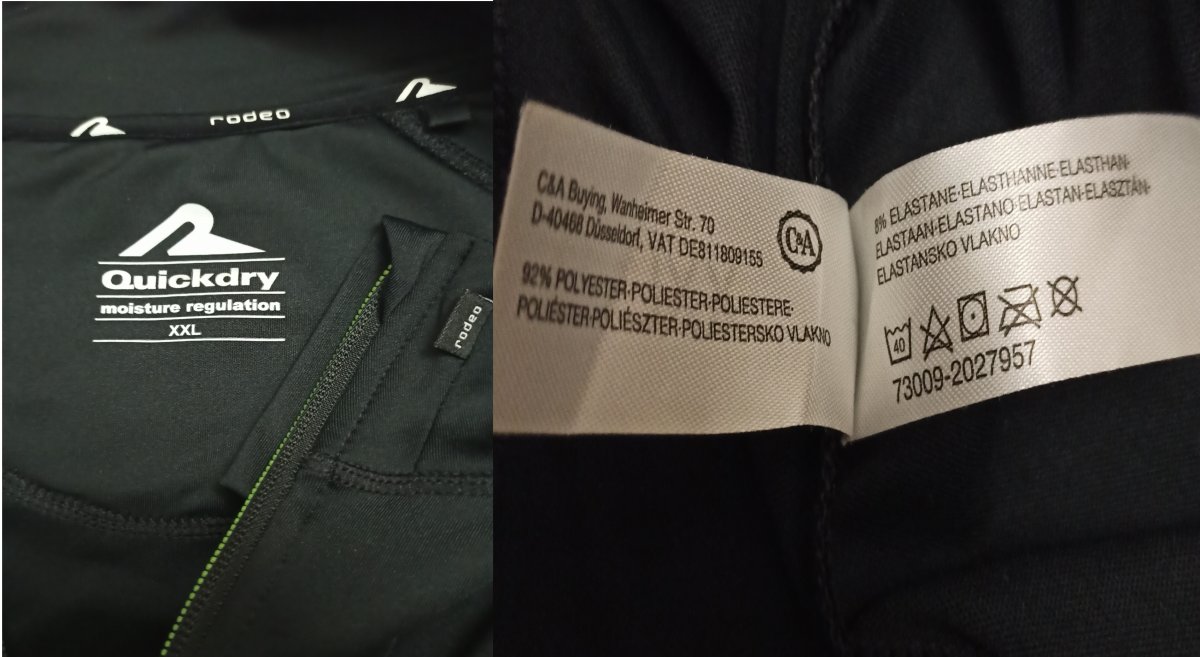 rodeo
Quickdry
moisture regulation
XXL
rodeo
C&A Buying, Wanheimer Str. 70
D-40468 Düsseldorf, VAT DE811809155
C&A
92% POLYESTER·POLIESTER·POLIESTERE·
POLIÉSTER·POLIÉSZTER·POLIESTERSKO VLAKNO
8% ELASTANE·ELASTHANNE·ELASTHAN·
ELASTAAN·ELASTANO·ELASTAN·ELASZTÁN·
ELASTANSKO VLAKNO
40
73009-2027957